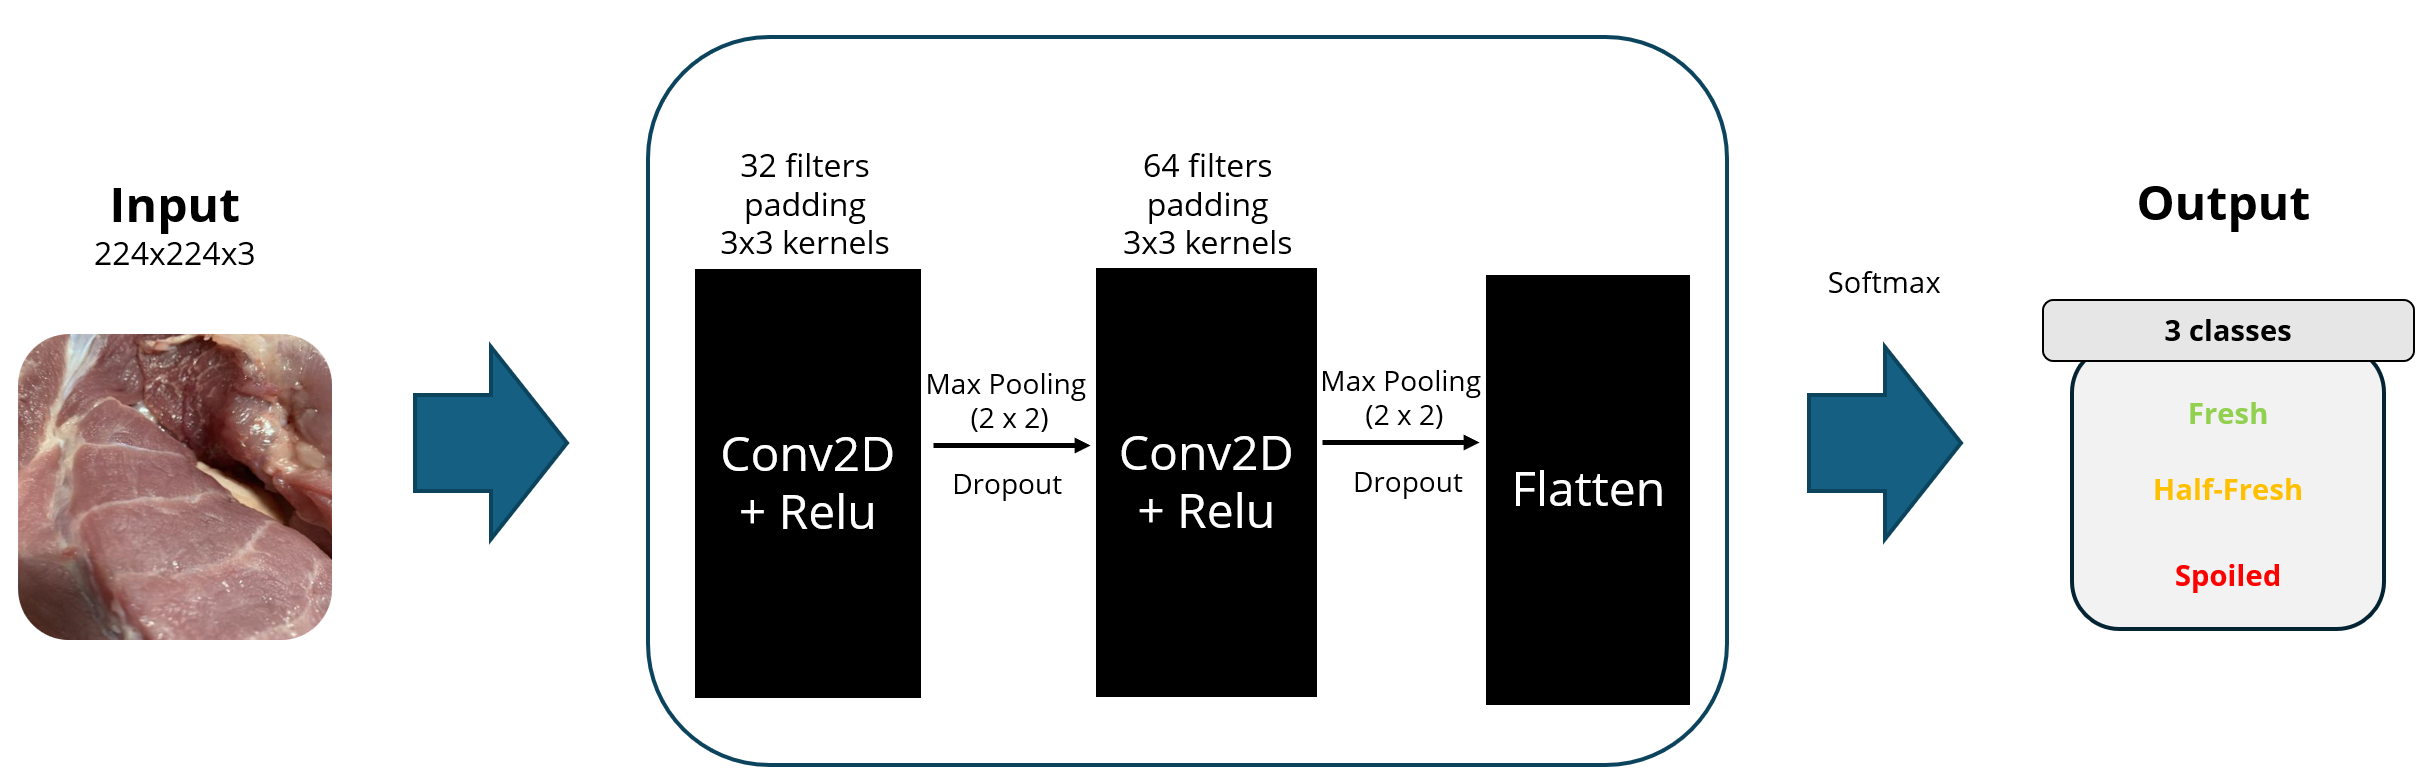 Input
224x224x3
32 filters
padding
3x3 kernels
Conv2D
+ Relu
Max Pooling
(2 x 2)
Dropout
64 filters
padding
3x3 kernels
Conv2D
+ Relu
Max Pooling
(2 x 2)
Dropout
Flatten
Softmax
Output
3 classes
Fresh
Half-Fresh
Spoiled